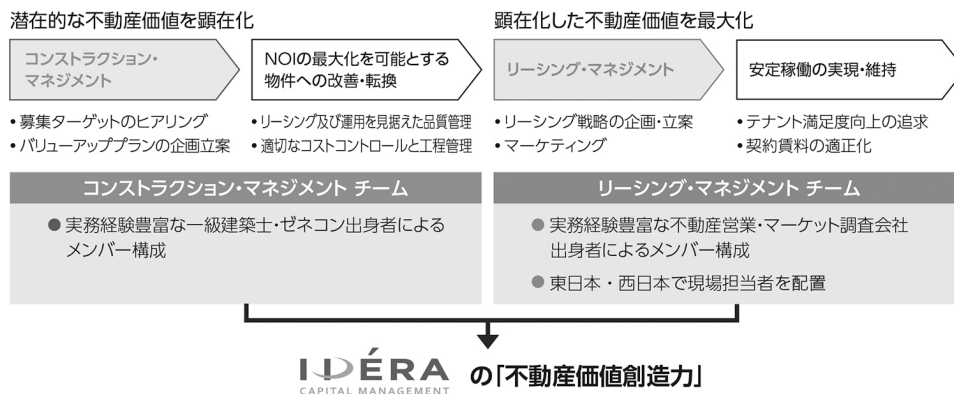 潜在的な不動産価値を顕在化
コンストラクション・
マネジメント
NOIの最大化を可能とする
物件への改善・転換
• 募集ターゲットのヒアリング
• バリューアッププランの企画立案
• リーシング及び運用を見据えた品質管理
• 適切なコストコントロールと工程管理
コンストラクション・マネジメント チーム
● 実務経験豊富な一級建築士・ゼネコン出身者による
メンバー構成
顕在化した不動産価値を最大化
リーシング・マネジメント
安定稼働の実現・維持
• リーシング戦略の企画・立案
• マーケティング
• テナント満足度向上の追求
• 契約賃料の適正化
リーシング・マネジメント チーム
● 実務経験豊富な不動産営業・マーケット調査会社
出身者によるメンバー構成
● 東日本・西日本で現場担当者を配置
IDÉRA
CAPITAL MANAGEMENT
の「不動産価値創造力」